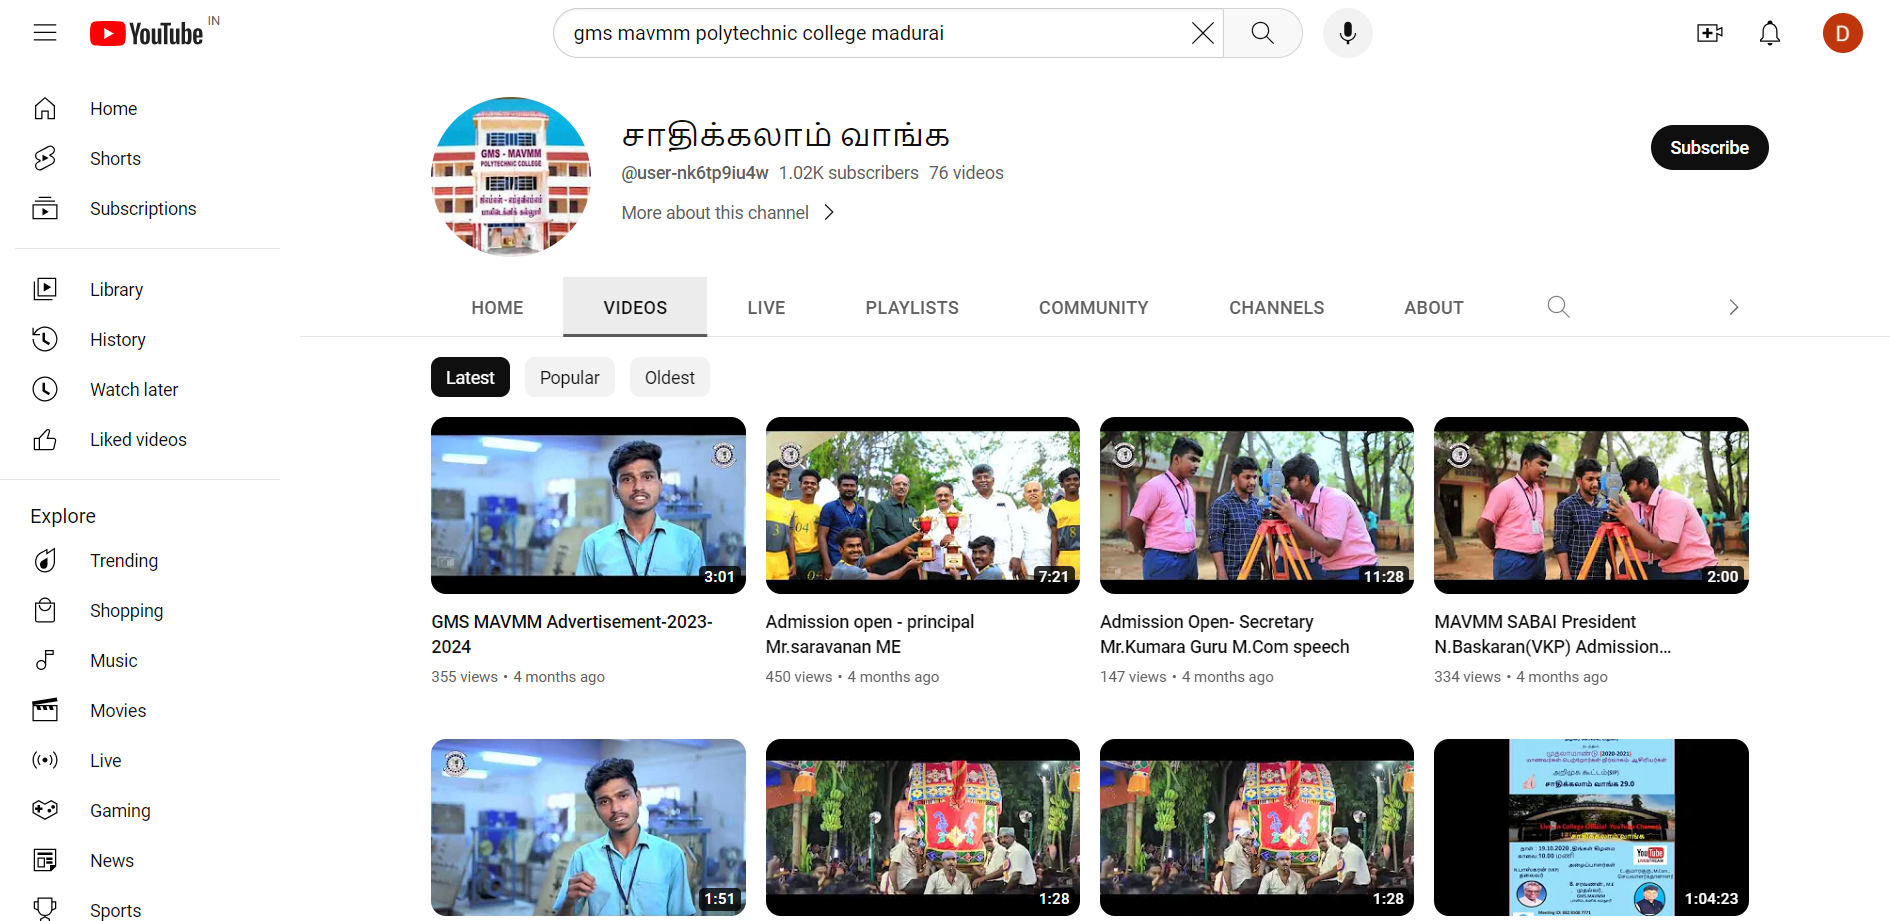 YouTube IN
gms mavmm polytechnic college madurai
D
Home
Shorts
Subscriptions
Library
History
Watch later
Liked videos
Explore
Trending
Shopping
Music
Movies
Live
Gaming
News
Sports
GMS - MAVMM
POLYTECHNIC COLLEGE
சாதிக்கலாம் வாங்க
@user-nk6tp9iu4w 1.02K subscribers 76 videos
More about this channel
Subscribe
HOME VIDEOS LIVE PLAYLISTS COMMUNITY CHANNELS ABOUT
Latest Popular Oldest
3:01
GMS MAVMM Advertisement-2023-
2024
355 views • 4 months ago
7:21
Admission open - principal
Mr.saravanan ME
450 views • 4 months ago
11:28
Admission Open- Secretary
Mr.Kumara Guru M.Com speech
147 views • 4 months ago
2:00
MAVMM SABAI President
N.Baskaran(VKP) Admission...
334 views • 4 months ago
1:51
1:28
1:28
முதலாமாண்டு (2020-2021)
சாதிக்கலாம் வாங்க 29.0
சாதிக்கலாம் வாங்க
YouTube
1:04:23